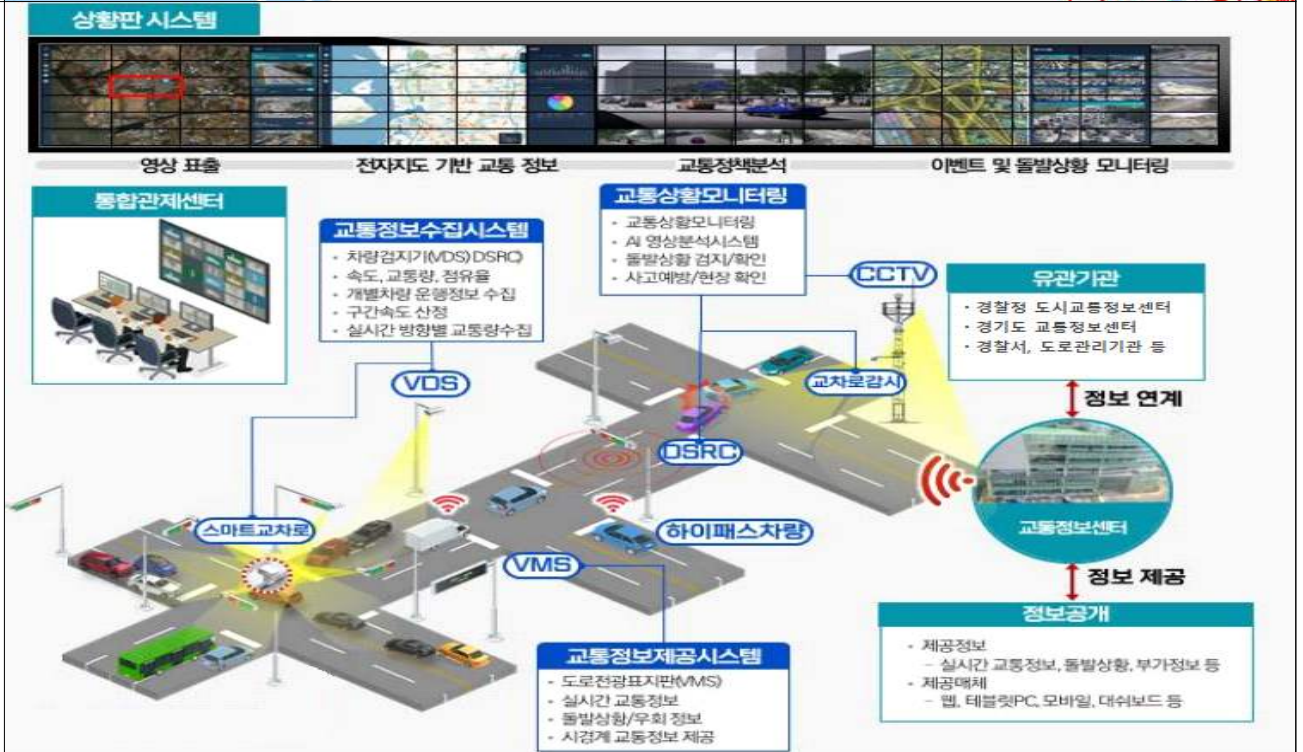 상황판 시스템
영상 표출
전자지도 기반 교통 정보
교통정책분석
이벤트 및 돌발상황 모니터링
통합관제센터
교통정보수집시스템
• 차량검지기(VDS) DSRC)
• 속도, 교통량, 점유율
• 개별차량 운행정보 수집
• 구간속도 산정
• 실시간 방향별 교통량수집
교통상황모니터링
• 교통상황모니터링
• AI 영상분석시스템
• 돌발상황 검지/확인
• 사고예방/현장 확인
CCTV
유관기관
• 경찰청 도시교통정보센터
• 경기도 교통정보센터
• 경찰서, 도로관리기관 등
VDS
교차로감시
정보 연계
DSRC
스마트교차로
하이패스차량
교통정보센터
VMS
정보 제공
정보공개
• 제공정보
– 실시간 교통정보, 돌발상황, 부가정보 등
• 제공매체
– 웹, 테블릿PC, 모바일, 대쉬보드 등
교통정보제공시스템
• 도로전광표지판(VMS)
• 실시간 교통정보
• 돌발상황/우회 정보
• 시경계 교통정보 제공